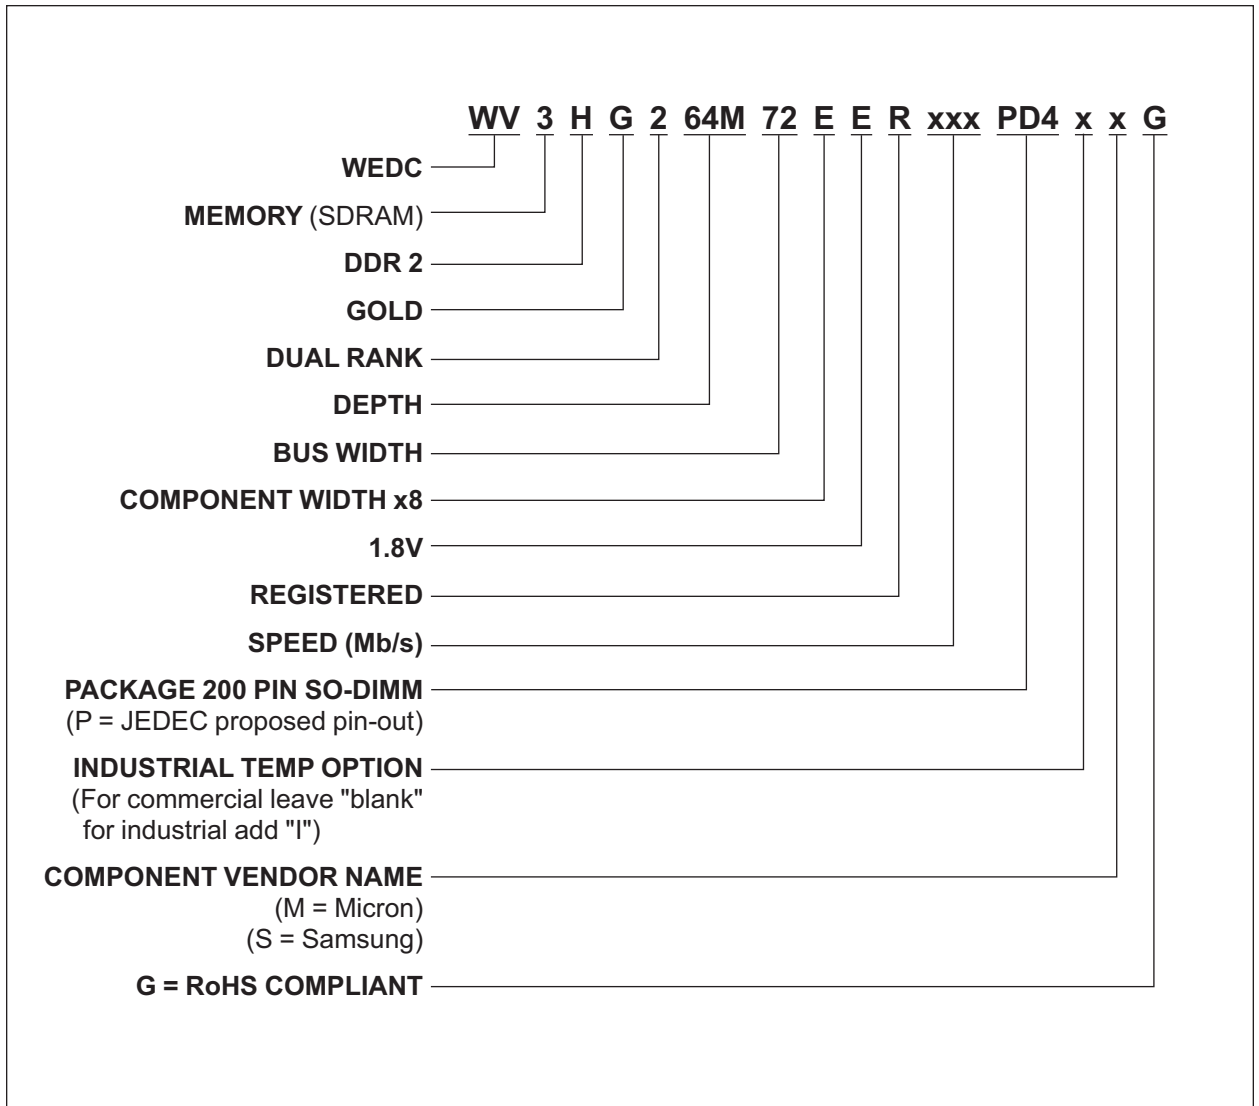 WV 3 H G 2 64M 72 E E R xxx PD4 x x G
WEDC
MEMORY (SDRAM)
DDR 2
GOLD
DUAL RANK
DEPTH
BUS WIDTH
COMPONENT WIDTH x8
1.8V
REGISTERED
SPEED (Mb/s)
PACKAGE 200 PIN SO-DIMM
(P = JEDEC proposed pin-out)
INDUSTRIAL TEMP OPTION
(For commercial leave "blank"
for industrial add "I")
COMPONENT VENDOR NAME
(M = Micron)
(S = Samsung)
G = RoHS COMPLIANT